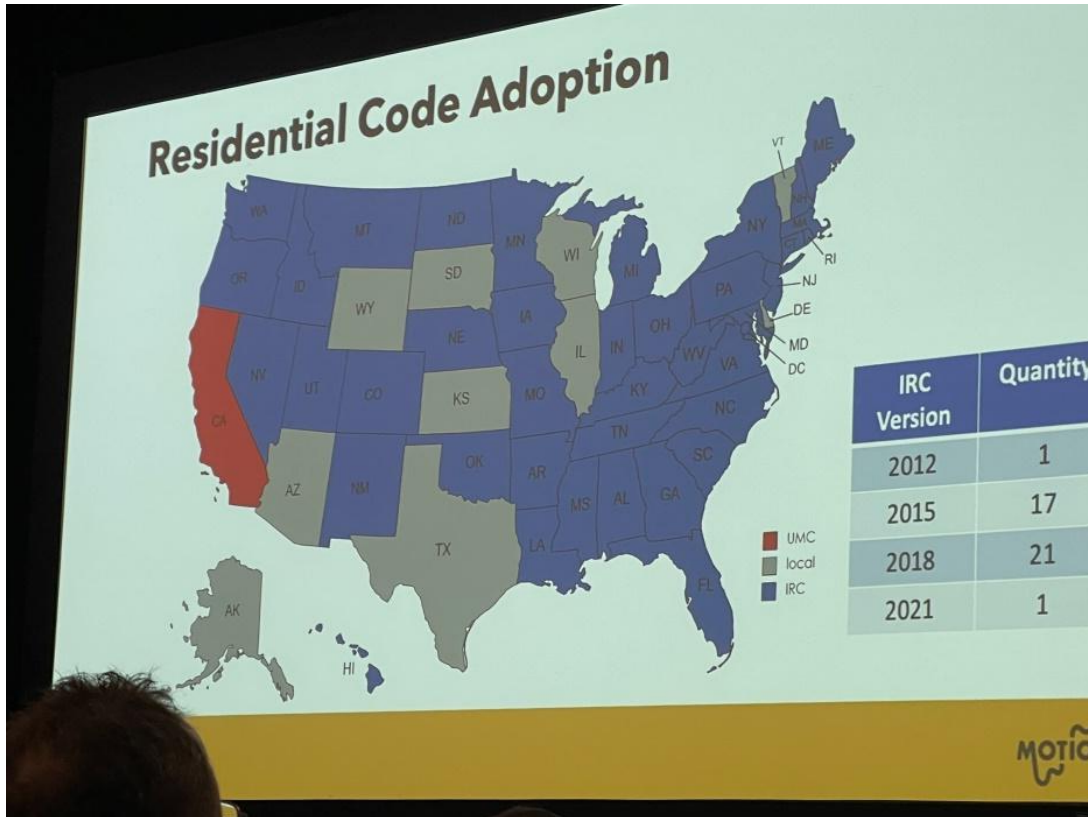 Residential Code Adoption
VT
ME
WA
MT
ND
MN
NH
OR
ID
SD
WI
NY
MA
WY
MI
CT
RI
IA
PA
NJ
NE
OH
DE
NV
UT
CO
IL
IN
WV
VA
MD
DC
CA
KS
MO
KY
NC
TN
AZ
NM
OK
AR
SC
MS
AL
GA
TX
LA
FL
AK
HI
UMC
local
IRC
IRC Quantity
Version
2012 1
2015 17
2018 21
2021 1
MOTIO